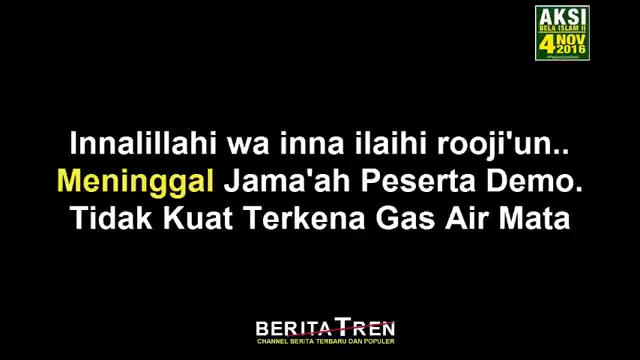 AKSI
BELA ISLAM II
4 NOV
2016
Innalillahi wa inna ilaihi rooji'un..
Meninggal Jama'ah Peserta Demo.
Tidak Kuat Terkena Gas Air Mata
BERITATREN
CHANNEL BERITA TERBARU DAN POPULER